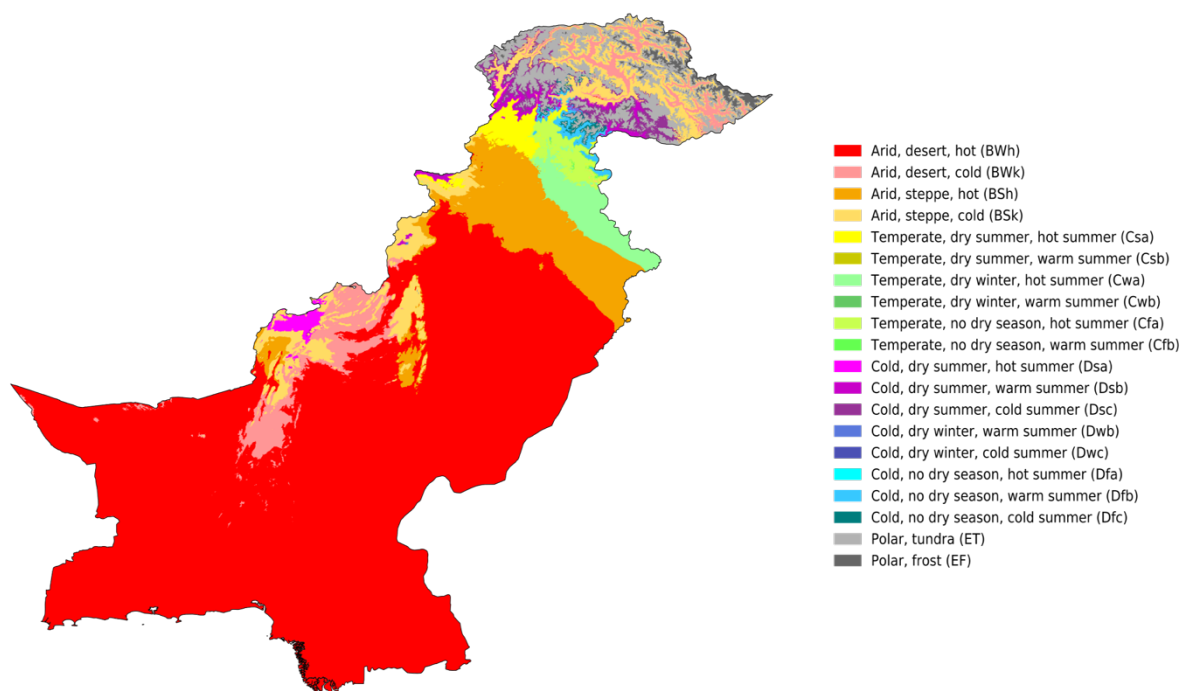 Arid, desert, hot (BWh)
Arid, desert, cold (BWk)
Arid, steppe, hot (BSh)
Arid, steppe, cold (BSk)
Temperate, dry summer, hot summer (Csa)
Temperate, dry summer, warm summer (Csb)
Temperate, dry winter, hot summer (Cwa)
Temperate, dry winter, warm summer (Cwb)
Temperate, no dry season, hot summer (Cfa)
Temperate, no dry season, warm summer (Cfb)
Cold, dry summer, hot summer (Dsa)
Cold, dry summer, warm summer (Dsb)
Cold, dry summer, cold summer (Dsc)
Cold, dry winter, warm summer (Dwb)
Cold, dry winter, cold summer (Dwc)
Cold, no dry season, hot summer (Dfa)
Cold, no dry season, warm summer (Dfb)
Cold, no dry season, cold summer (Dfc)
Polar, tundra (ET)
Polar, frost (EF)